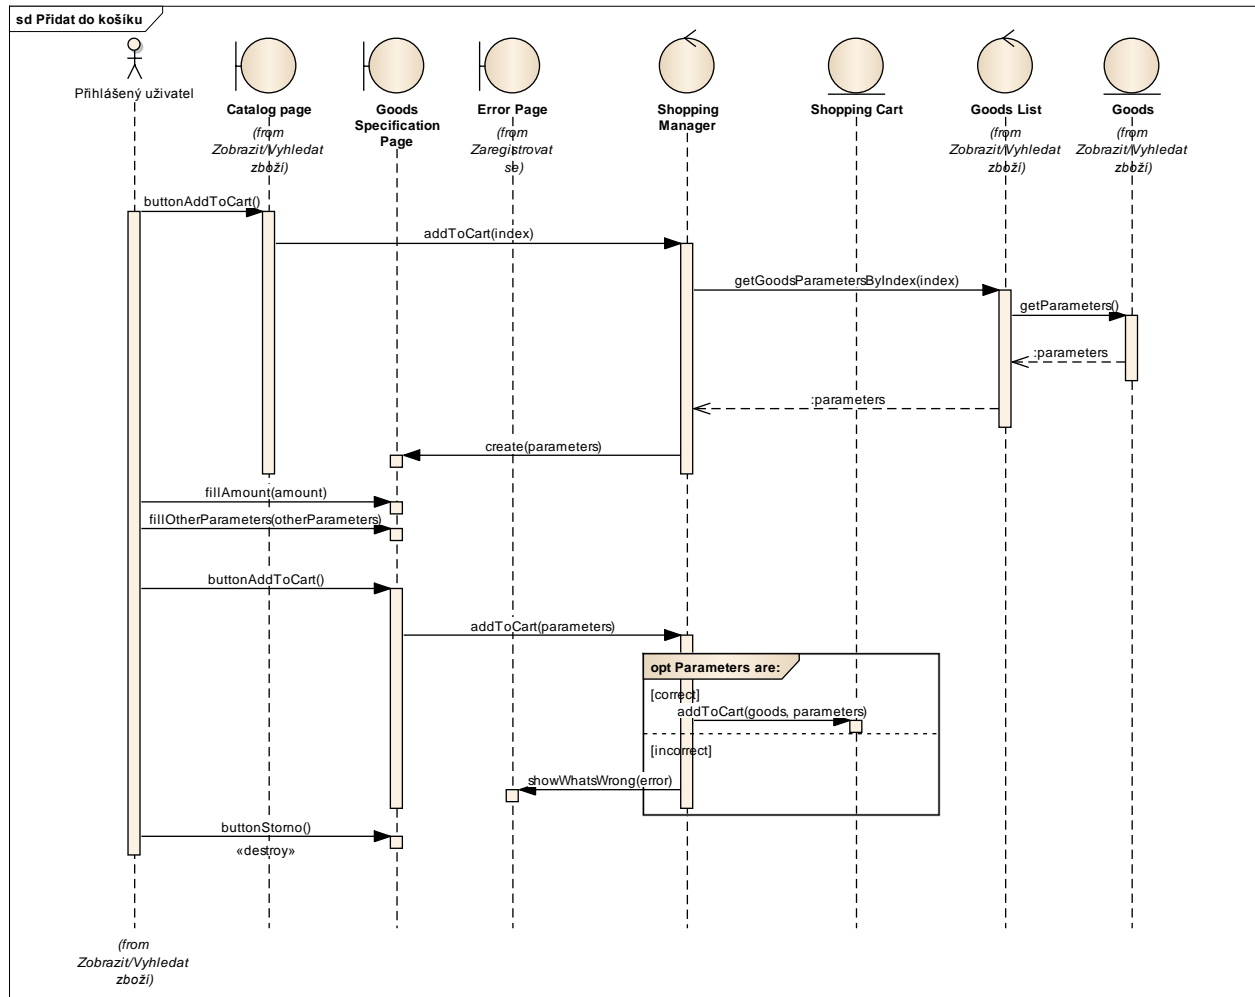 sd Přidat do košíku
Přihlášený uživatel
Catalog page
(from
Zobrazit/Vyhledat
zboží)
Goods
Specification
Page
Error Page
(from
Zaregistrovat
se)
Shopping
Manager
Shopping Cart
Goods List
(from
Zobrazit/Vyhledat
zboží)
Goods
(from
Zobrazit/Vyhledat
zboží)
buttonAddToCart()
addToCart(index)
getGoodsParametersByIndex(index)
getParameters()
:parameters
:parameters
create(parameters)
fillAmount(amount)
fillOtherParameters(otherParameters)
buttonAddToCart()
addToCart(parameters)
opt Parameters are:
[correct]
addToCart(goods, parameters)
[incorrect]
showWhatsWrong(error)
buttonStorno()
«destroy»
(from
Zobrazit/Vyhledat
zboží)